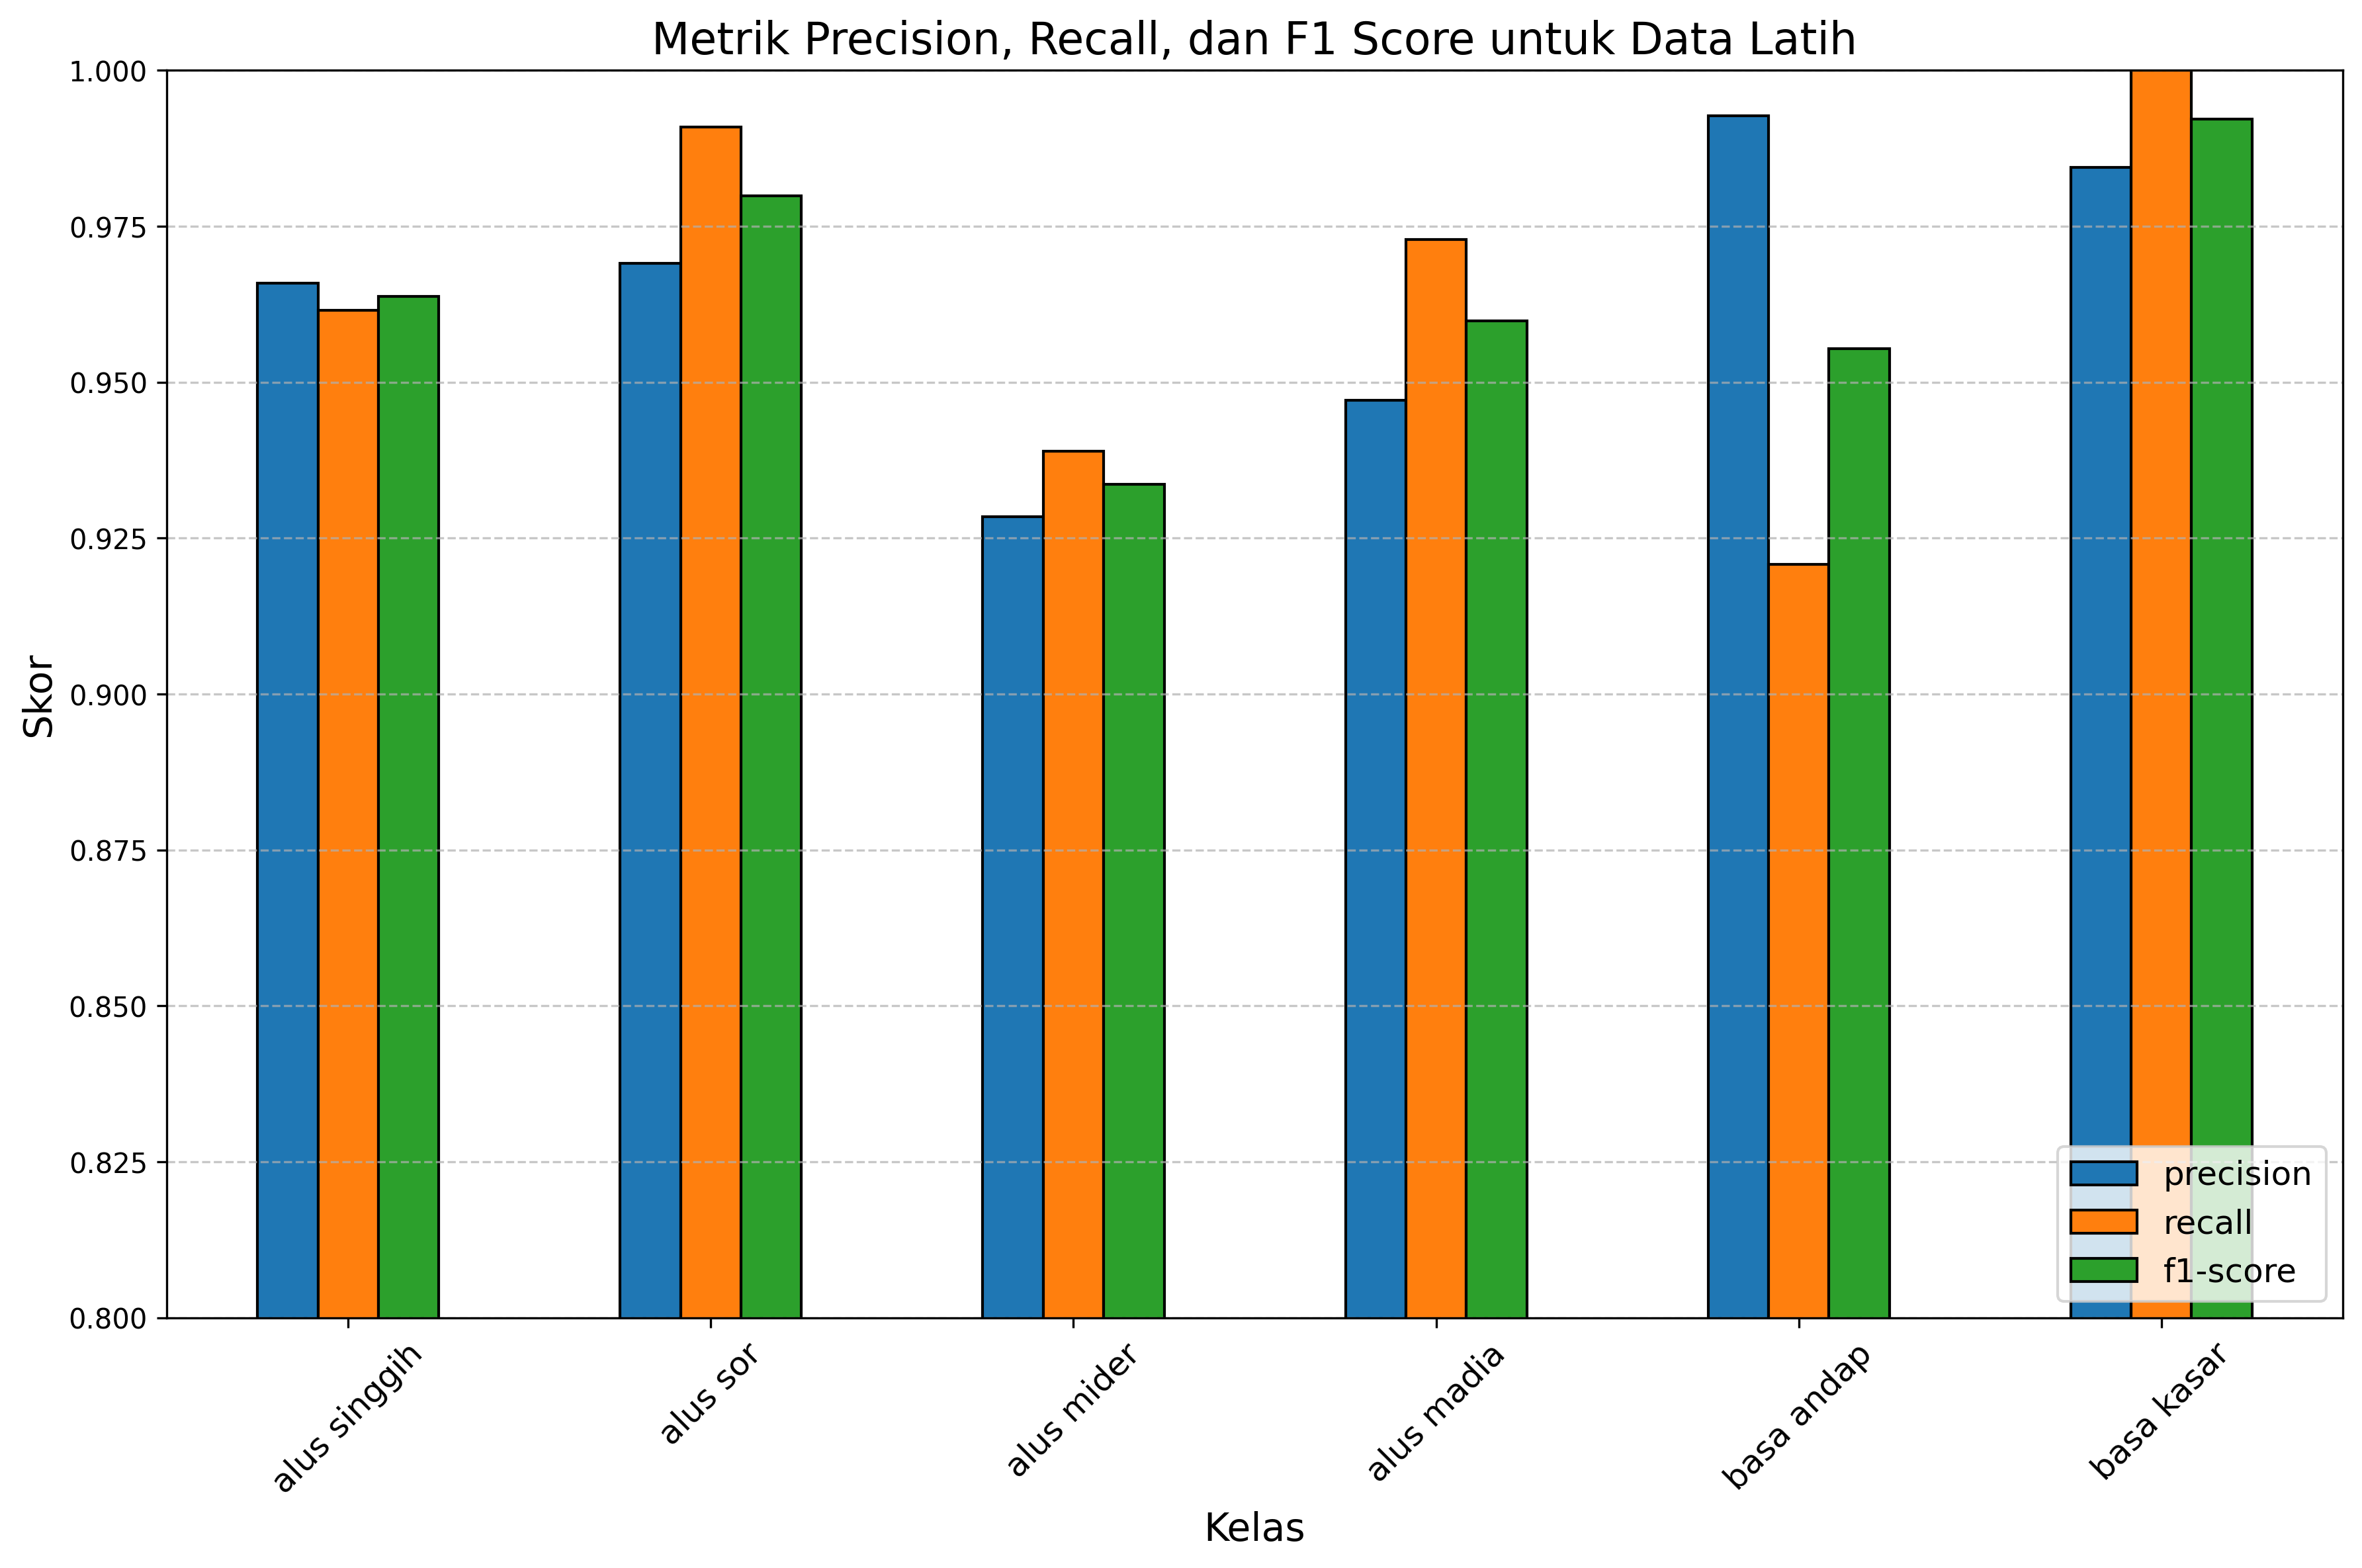 Metrik Precision, Recall, dan F1 Score untuk Data Latih
1.000
0.975
0.950
0.925
0.900
0.875
0.850
0.825
0.800
Skor
precision
recall
f1-score
alus singgih
alus sor
alus mider
alus madia
basa andap
basa kasar
Kelas